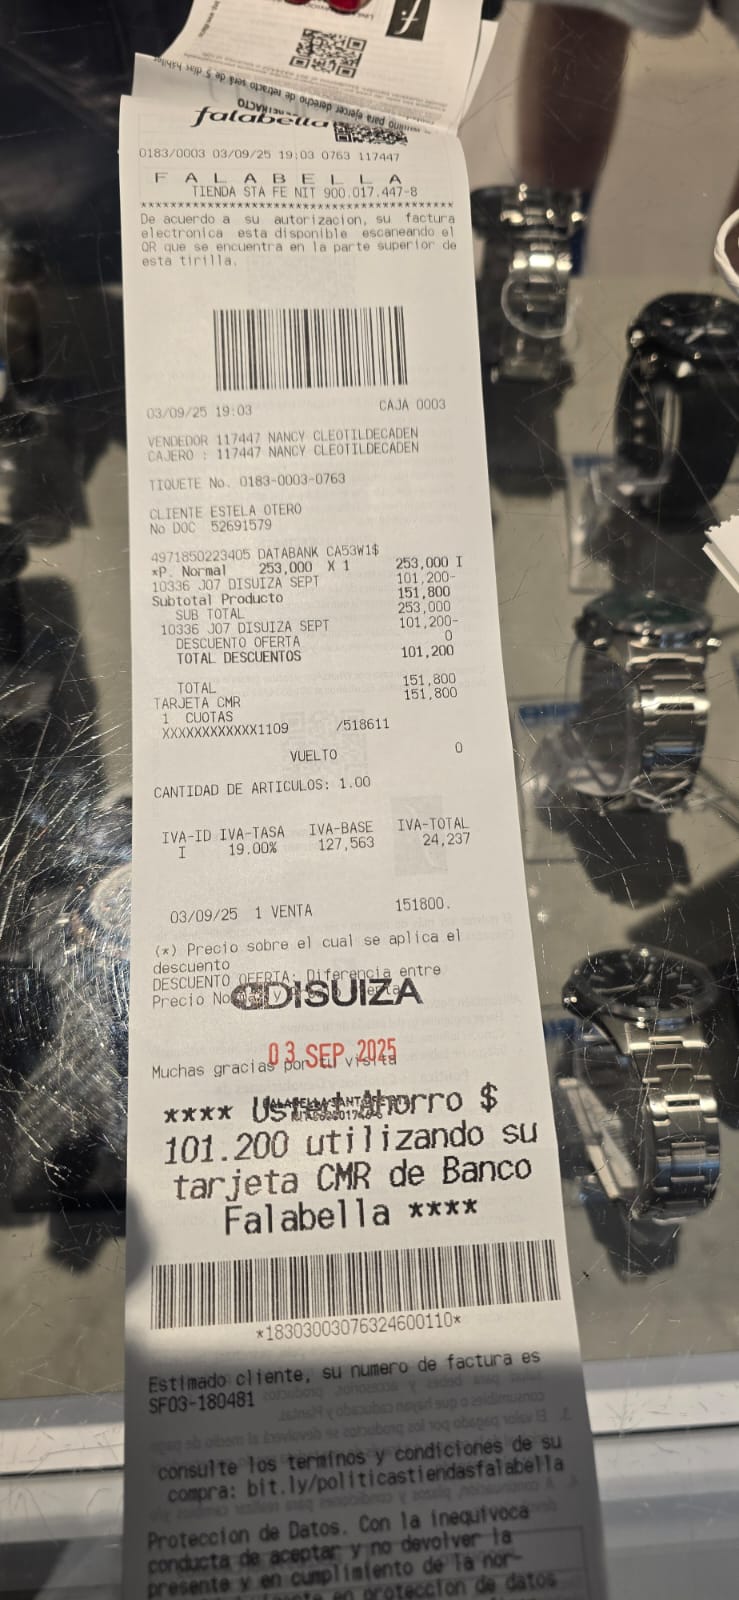 falabella
0183/0003 03/09/25 19:03 0763 117447
F A L A B E L L A
TIENDA STA FE NIT 900.017.447-8
De acuerdo a su autorizacion, su factura
electronica esta disponible escaneando el
QR que se encuentra en la parte superior de
esta tirilla.
03/09/25 19:03 CAJA 0003
VENDEDOR 117447 NANCY CLEOTILDECADEN
CAJERO : 117447 NANCY CLEOTILDECADEN
TIQUETE No. 0183-0003-0763
CLIENTE ESTELA OTERO
No DOC 52691579
4971850223405 DATABANK CA53W1$
*P. Normal 253,000 X 1 253,000 I
10336 J07 DISUIZA SEPT 101,200-
Subtotal Producto 151,800
SUB TOTAL 253,000
10336 J07 DISUIZA SEPT 101,200-
DESCUENTO OFERTA 0
TOTAL DESCUENTOS 101,200
TOTAL 151,800
TARJETA CMR 151,800
1 CUOTAS
XXXXXXXXXXXX1109 /518611
VUELTO 0
CANTIDAD DE ARTICULOS: 1.00
IVA-ID IVA-TASA IVA-BASE IVA-TOTAL
I 19.00% 127,563 24,237
03/09/25 1 VENTA 151800.
(*) Precio sobre el cual se aplica el
descuento
DESCUENTO OFERTA: Diferencia entre
Precio
DISUIZA
03 SEP 2025
Muchas gracias por tu visita
**** Usted Ahorro $
101.200 utilizando su
tarjeta CMR de Banco
Falabella ****
*18303003076324600110*
Estimado cliente, su numero de factura es
SF03-180481
consulte los terminos y condiciones de su
compra: bit.ly/politicastiendasfalabella
Proteccion de Datos. Con la inequivoca
conducta de aceptar y no devolver la
presente y en cumplimiento de la nor-
en proteccion de datos